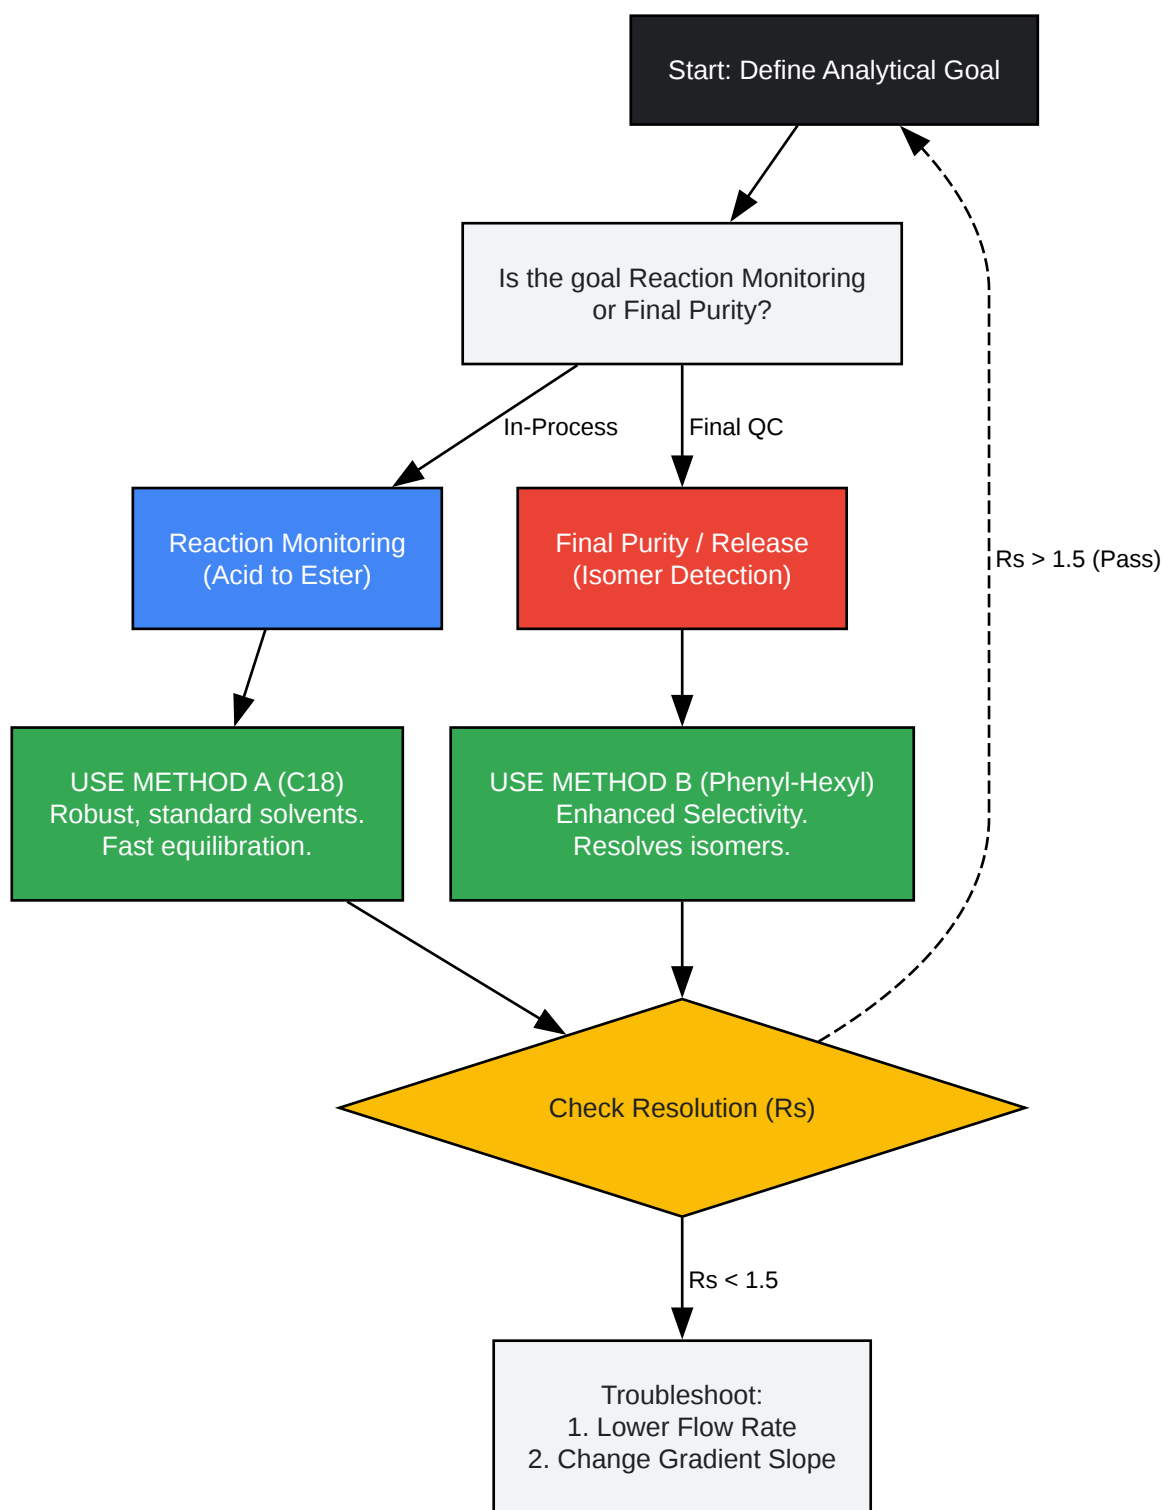 Start: Define Analytical Goal
Is the goal Reaction Monitoring
or Final Purity?
In-Process
Final QC
Reaction Monitoring
(Acid to Ester)
Final Purity / Release
(Isomer Detection)
Rs > 1.5 (Pass)
USE METHOD A (C18)
Robust, standard solvents.
Fast equilibration.
USE METHOD B (Phenyl-Hexyl)
Enhanced Selectivity.
Resolves isomers.
Check Resolution (Rs)
Rs < 1.5
Troubleshoot:
1. Lower Flow Rate
2. Change Gradient Slope